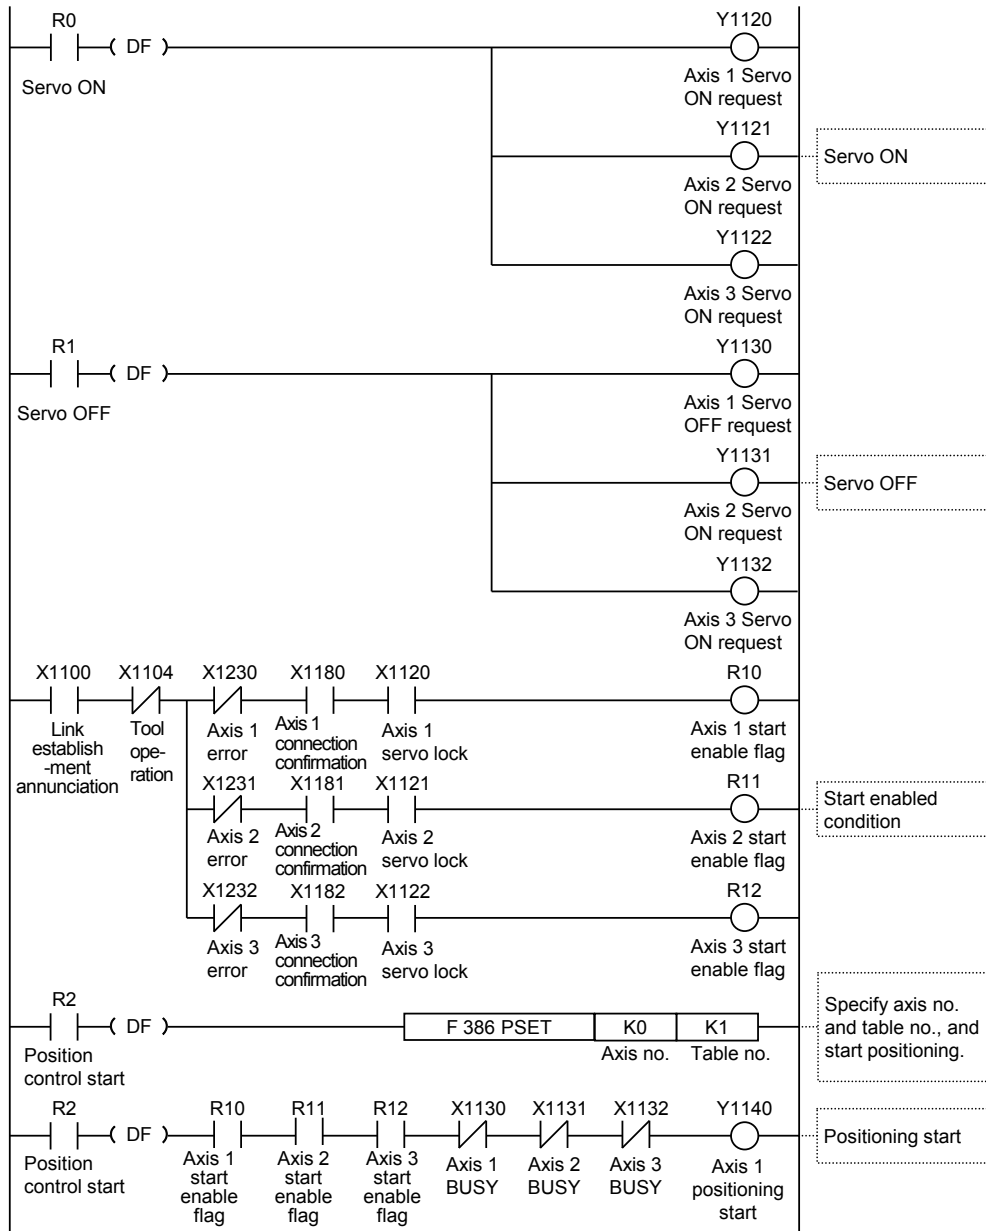 R0
Y1120
( DF )
Servo ON
Axis 1 Servo
ON request
Y1121
Servo ON
Axis 2 Servo
ON request
Y1122
Axis 3 Servo
ON request
R1
Y1130
( DF )
Servo OFF
Axis 1 Servo
OFF request
Y1131
Servo OFF
Axis 2 Servo
ON request
Y1132
Axis 3 Servo
ON request
X1100 X1104 X1230 X1180 X1120 R10
Link
establish
-ment
annunciation
Tool
ope-
ration
Axis 1
error
Axis 1
connection
confirmation
Axis 1
servo lock
Axis 1 start
enable flag
X1231 X1181 X1121 R11
Axis 2
error
Axis 2
connection
confirmation
Axis 2
servo lock
Axis 2 start
enable flag
Start enabled
condition
X1232 X1182 X1122 R12
Axis 3
error
Axis 3
connection
confirmation
Axis 3
servo lock
Axis 3 start
enable flag
R2
( DF )
F 386 PSET K0 K1
Axis no. Table no.
Position
control start
Specify axis no.
and table no., and
start positioning.
R2 R10 R11 R12 X1130 X1131 X1132 Y1140
( DF )
Positioning start
Position
control start
Axis 1
start
enable
flag
Axis 2
start
enable
flag
Axis 3
start
enable
flag
Axis 1
BUSY
Axis 2
BUSY
Axis 3
BUSY
Axis 1
positioning
start